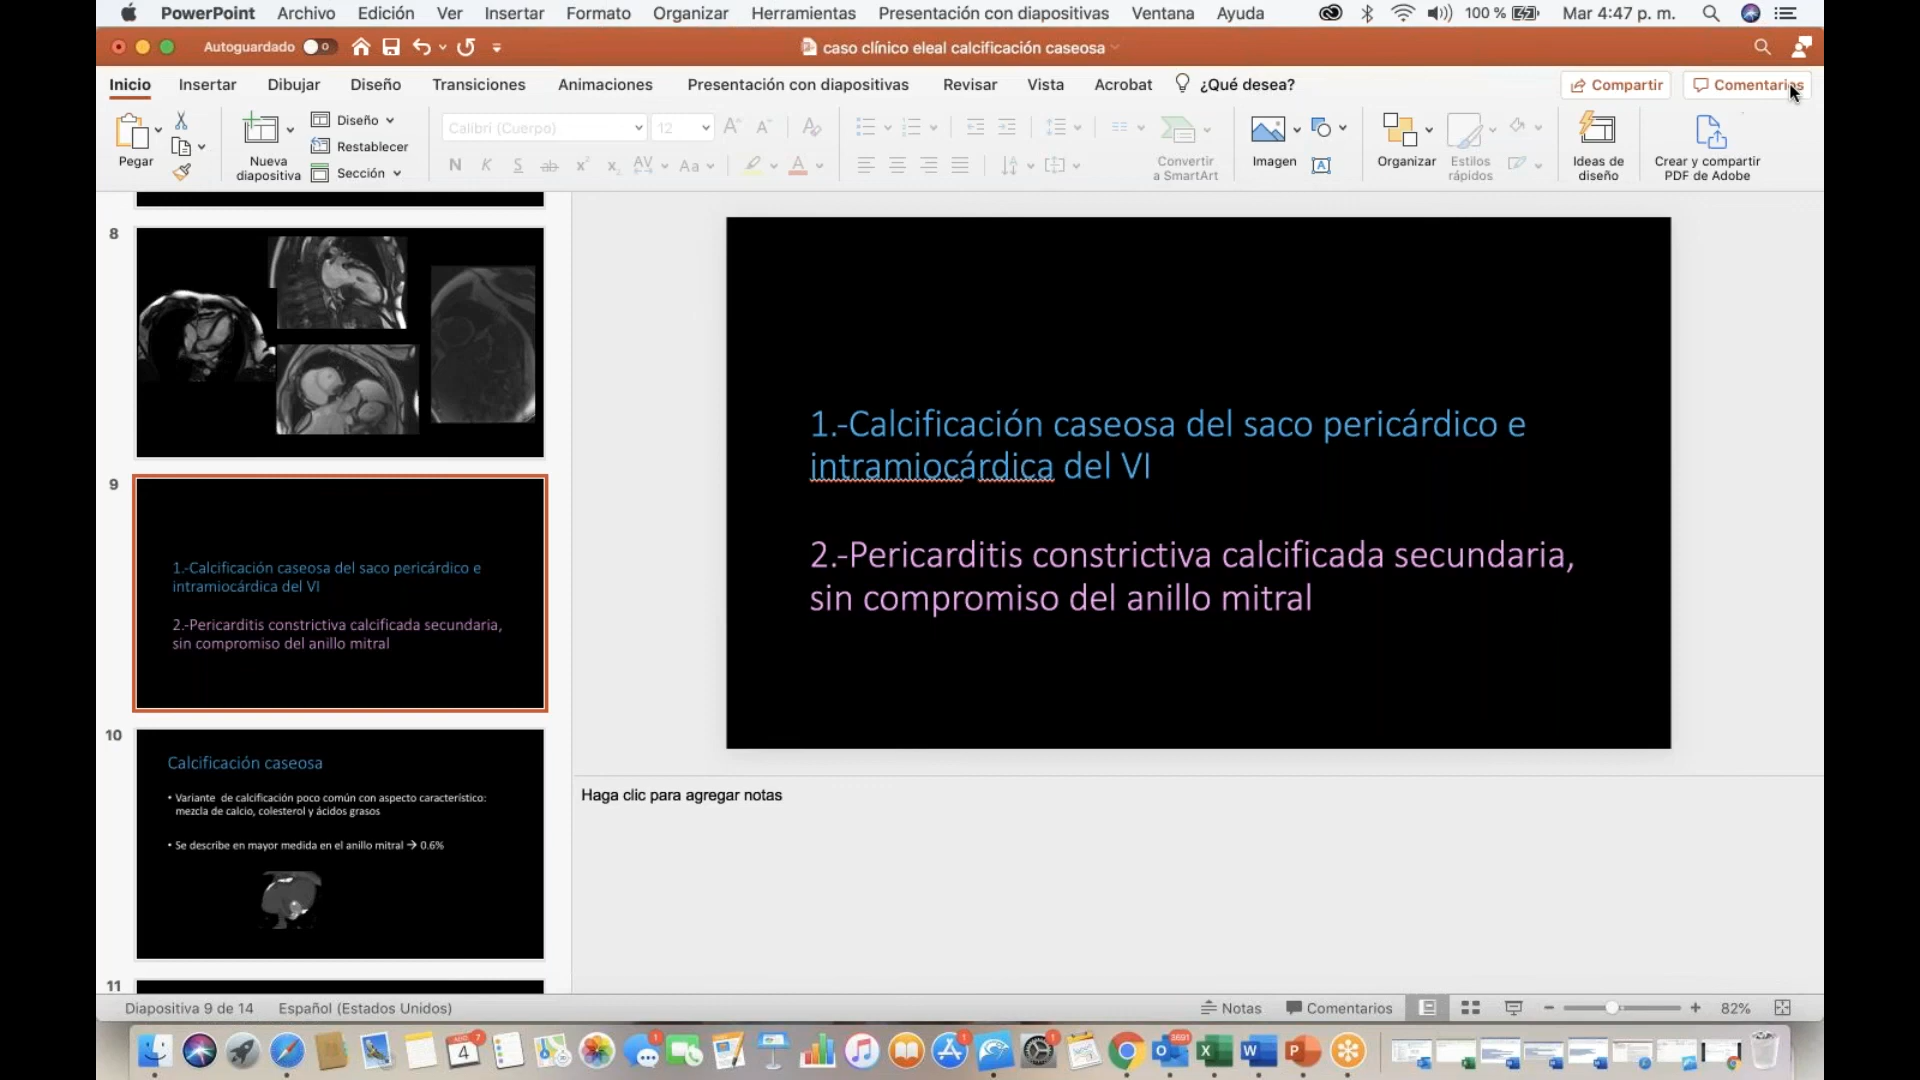 PowerPoint Archivo Edición Ver Insertar Formato Organizar Herramientas Presentación con diapositivas Ventana Ayuda 100 % Mar 4:47 p. m.
Autoguardado caso clínico eleal calcificación caseosa
Inicio Insertar Dibujar Diseño Transiciones Animaciones Presentación con diapositivas Revisar Vista Acrobat ¿Qué desea? Compartir Comentarios
Pegar
Nueva
diapositiva
Diseño
Restablecer
Sección
Calibri (Cuerpo) 12
N K S ab x² x₂ AV Aa A
Convertir
a SmartArt
Imagen
Organizar
Estilos
rápidos
Ideas de
diseño
Crear y compartir
PDF de Adobe
8
9
1.-Calcificación caseosa del saco pericárdico e
intramiocárdica del VI
2.-Pericarditis constrictiva calcificada secundaria,
sin compromiso del anillo mitral
10
Calcificación caseosa
• Variante de calcificación poco común con aspecto característico:
mezcla de calcio, colesterol y ácidos grasos
• Se describe en mayor medida en el anillo mitral → 0.6%
11
1.-Calcificación caseosa del saco pericárdico e
intramiocárdica del VI
2.-Pericarditis constrictiva calcificada secundaria,
sin compromiso del anillo mitral
Haga clic para agregar notas
Diapositiva 9 de 14 Español (Estados Unidos) Notas Comentarios 82%